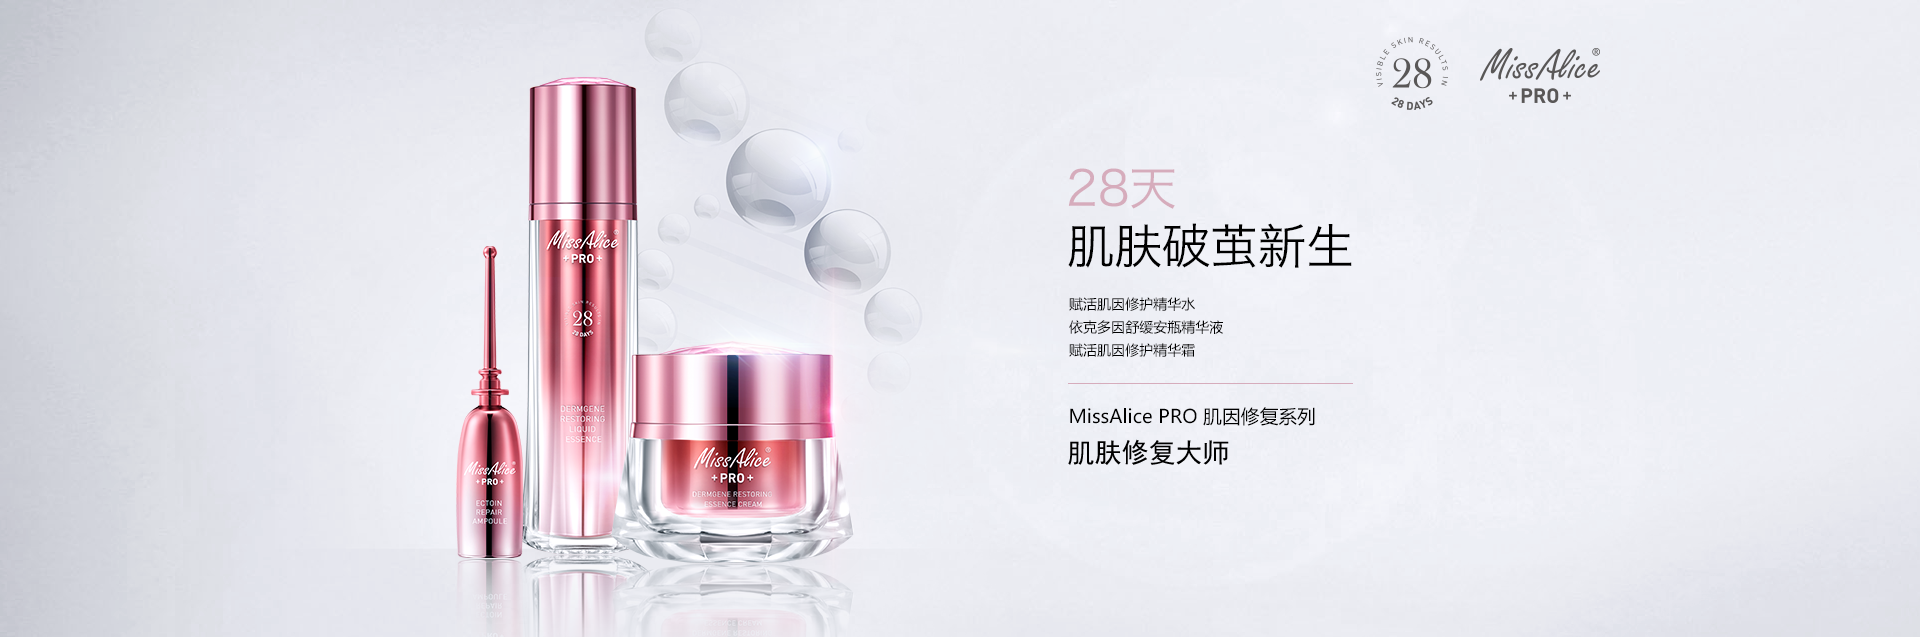 VISIBLE SKIN RESULTS IN
28
28 DAYS
MissAlice®
+PRO+
28天
肌肤破茧新生
赋活肌因修护精华水
依克多因舒缓安瓶精华液
赋活肌因修护精华霜
MissAlice PRO 肌因修复系列
肌肤修复大师
MissAlice
+PRO+
28
28 DAYS
DERMGENE
RESTORING
LIQUID
ESSENCE
MissAlice
+PRO+
ECTOIN
REPAIR
AMPOULE
MissAlice
+PRO+
DERMGENE RESTORING
ESSENCE CREAM